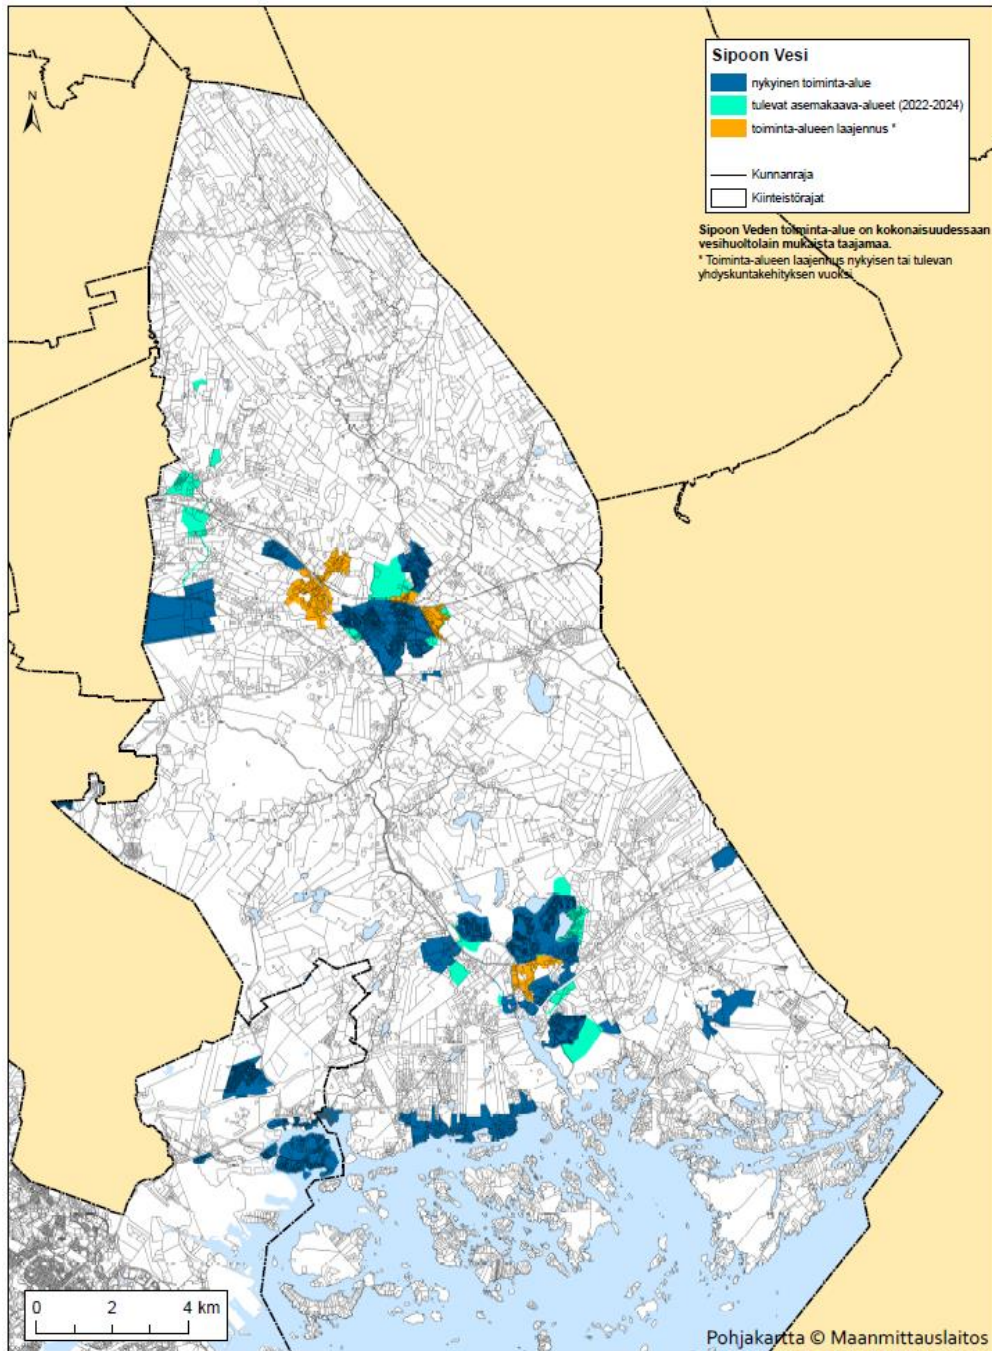 N
Sipoon Vesi
nykyinen toiminta-alue
tulevat asemakaava-alueet (2022-2024)
toiminta-alueen laajennus *
Kunnanraja
Kiinteistörajat
Sipoon Veden toiminta-alue on kokonaisuudessaan
vesihuoltolain mukaista taajamaa.
* Toiminta-alueen laajennus nykyisen tai tulevan
yhdyskuntakehityksen vuoksi.
0 2 4 km
Pohjakartta © Maanmittauslaitos